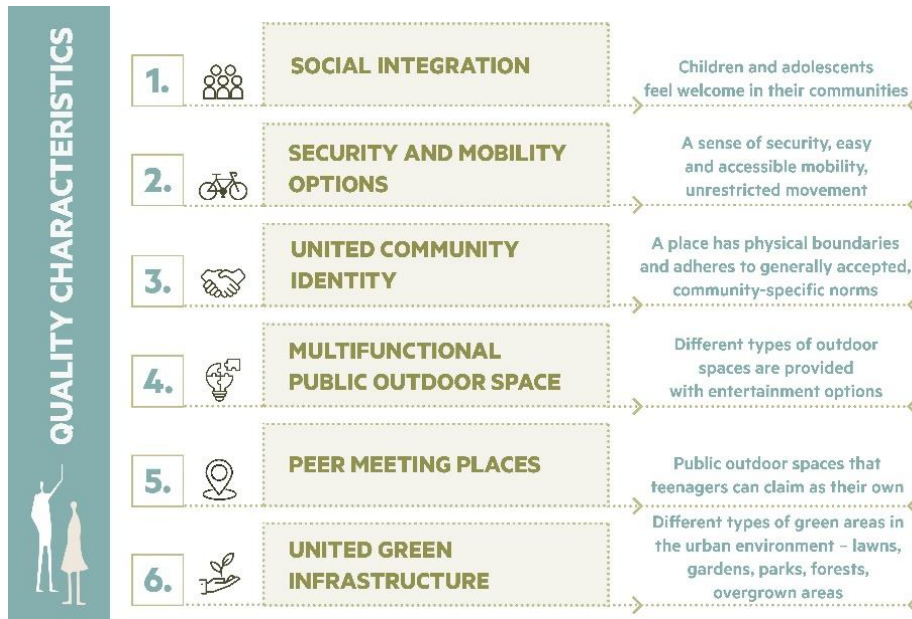 QUALITY CHARACTERISTICS
1.
SOCIAL INTEGRATION
Children and adolescents
feel welcome in their communities
2.
SECURITY AND MOBILITY
OPTIONS
A sense of security, easy
and accessible mobility,
unrestricted movement
3.
UNITED COMMUNITY
IDENTITY
A place has physical boundaries
and adheres to generally accepted,
community-specific norms
4.
MULTIFUNCTIONAL
PUBLIC OUTDOOR SPACE
Different types of outdoor
spaces are provided
with entertainment options
5.
PEER MEETING PLACES
Public outdoor spaces that
teenagers can claim as their own
6.
UNITED GREEN
INFRASTRUCTURE
Different types of green areas in
the urban environment – lawns,
gardens, parks, forests,
overgrown areas